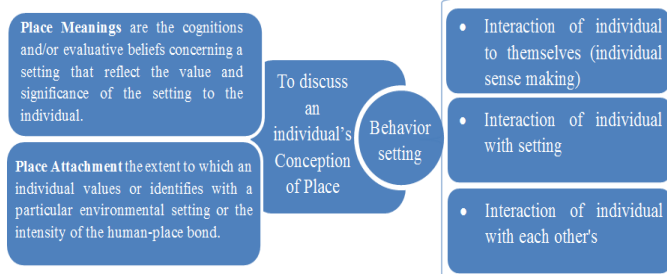 Place Meanings are the cognitions
and/or evaluative beliefs concerning
a setting that reflect the value and
significance of the setting to the
individual.
Place Attachment the extent to which an
individual values or identifies with a
particular environmental setting or the
intensity of the human-place bond.
To discuss
an
individual's
Conception
of Place
Behavior
setting
• Interaction of individual
to themselves (individual
sense making)
• Interaction of individual
with setting
• Interaction of individual
with each other's